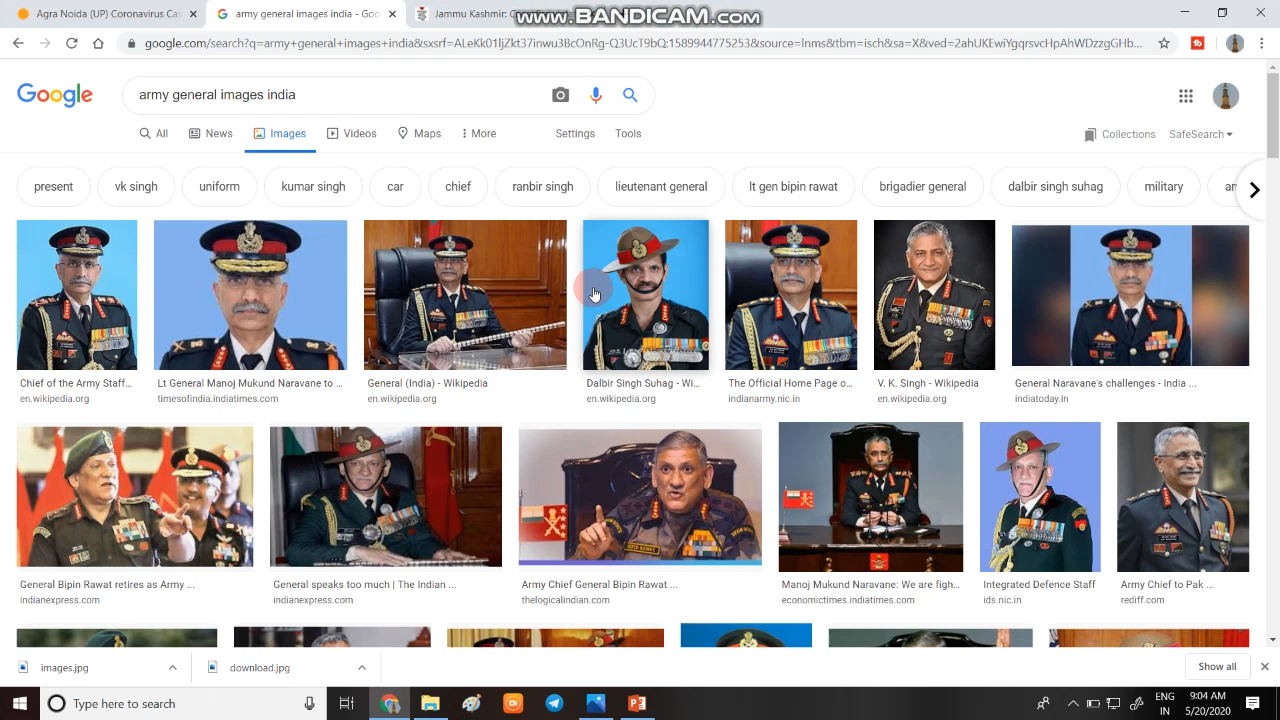 www.BANDICAM.com
Agra Noida (UP) Coronavirus Ca
army general images india - Goo
Jammu Kashmir:
google.com/search?q=army+general+images+india&sxsrf=ALeKk01ljZkt37inwu3BcOnRg-Q3UcT9bQ:1589944775253&source=lnms&tbm=isch&sa=X&ved=2ahUKEwiYgqrsvcHpAhWDzzgGHb...
Google
army general images india
All News Images Videos Maps More Settings Tools
Collections SafeSearch
present vk singh uniform kumar singh car chief ranbir singh lieutenant general lt gen bipin rawat brigadier general dalbir singh suhag military
Chief of the Army Staff...
en.wikipedia.org
Lt General Manoj Mukund Naravane to ...
timesofindia.indiatimes.com
General (India) - Wikipedia
en.wikipedia.org
Dalbir Singh Suhag - Wi...
en.wikipedia.org
The Official Home Page o...
indianarmy.nic.in
V. K. Singh - Wikipedia
en.wikipedia.org
General Naravane's challenges - India ...
indiatoday.in
General Bipin Rawat retires as Army ...
indianexpress.com
General speaks too much | The Indian ...
indianexpress.com
Army Chief General Bipin Rawat ...
thelogicalindian.com
Manoj Mukund Naravane: We are figh...
economictimes.indiatimes.com
Integrated Defence Staff
ids.nic.in
Army Chief to Pak ...
rediff.com
images.jpg
download.jpg
Show all
Type here to search
ENG
IN
9:04 AM
5/20/2020